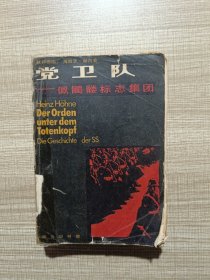 党卫队
——佩骷髅标志集团
Heinz Höhne
Der Orden
unter dem
Totenkopf
Die Geschichte der SS